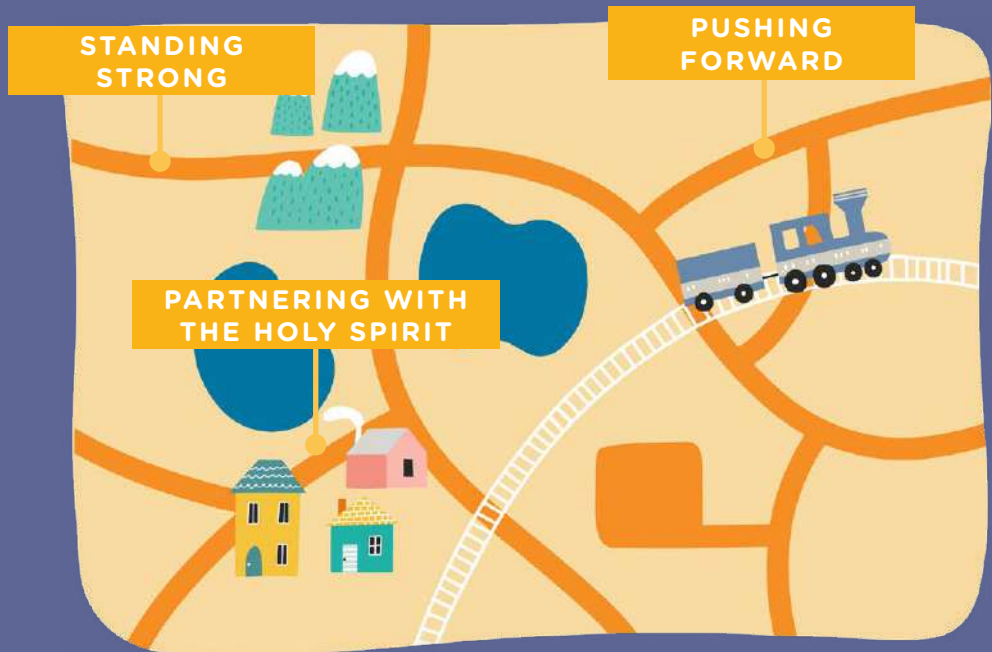 STANDING
STRONG
PUSHING
FORWARD
PARTNERING WITH
THE HOLY SPIRIT